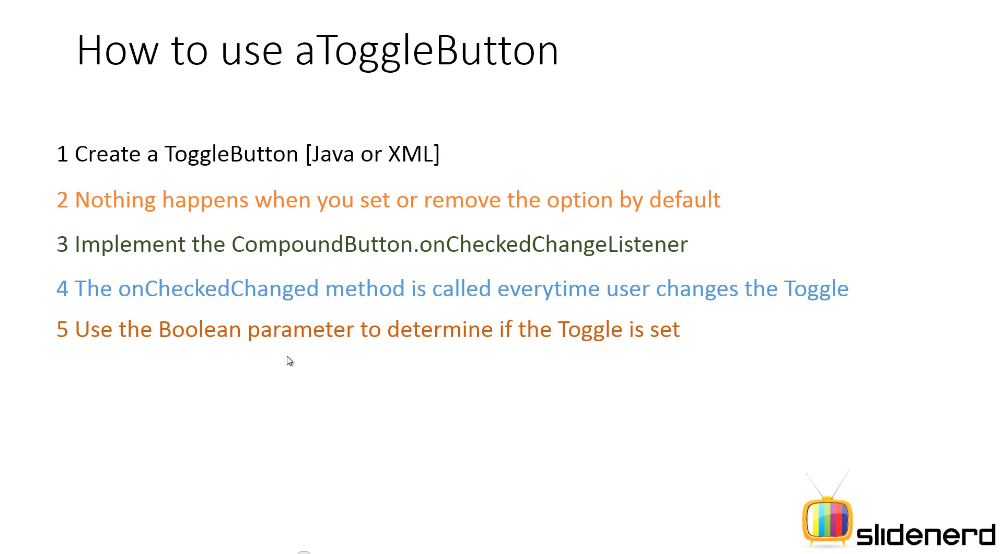 How to use aToggleButton
1 Create a ToggleButton [Java or XML]
2 Nothing happens when you set or remove the option by default
3 Implement the CompoundButton.onCheckedChangeListener
4 The onCheckedChanged method is called everytime user changes the Toggle
5 Use the Boolean parameter to determine if the Toggle is set
slidenerd